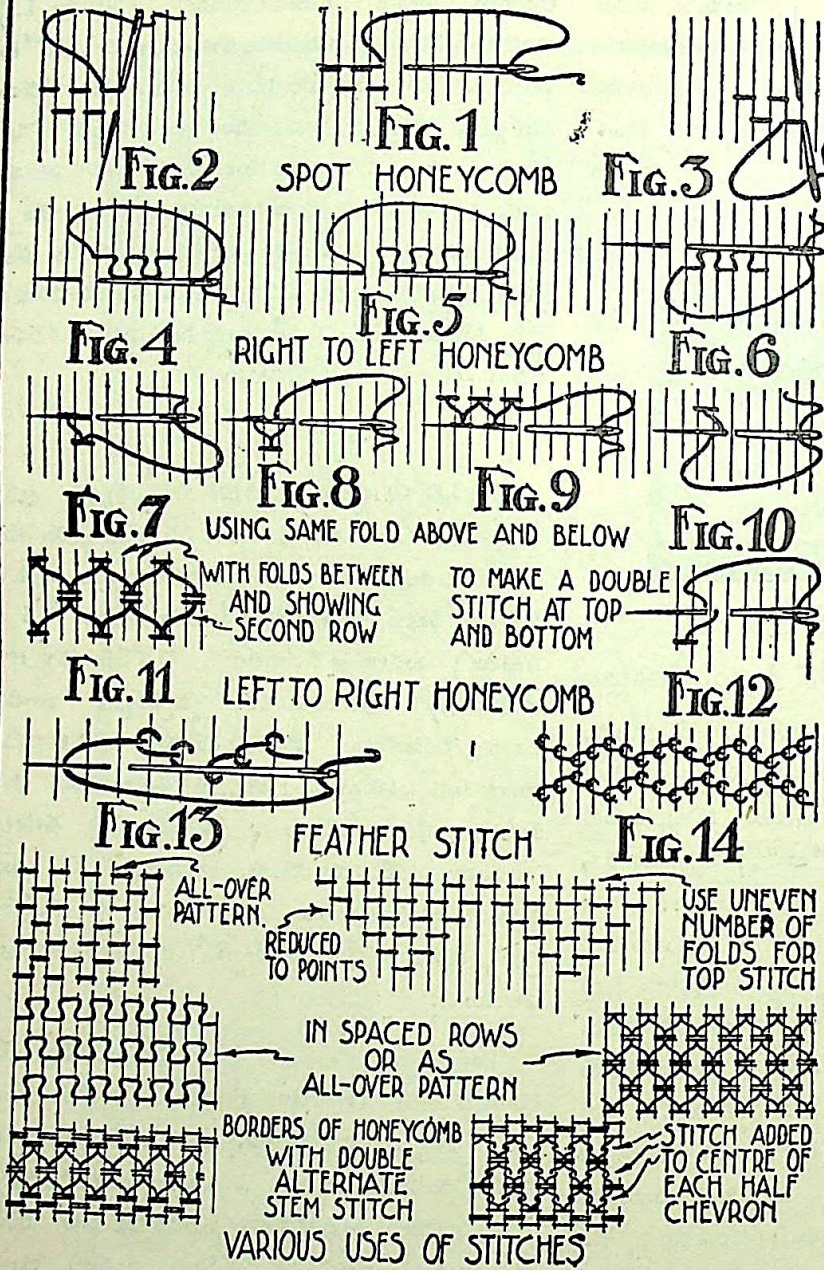 FIG.2
FIG.1
FIG.3
SPOT HONEYCOMB
FIG.4
FIG.5
FIG.6
RIGHT TO LEFT HONEYCOMB
FIG.7
FIG.8
FIG.9
FIG.10
USING SAME FOLD ABOVE AND BELOW
WITH FOLDS BETWEEN
AND SHOWING
SECOND ROW
TO MAKE A DOUBLE
STITCH AT TOP
AND BOTTOM
FIG.11
LEFT TO RIGHT HONEYCOMB
FIG.12
FIG.13
FEATHER STITCH
FIG.14
ALL-OVER
PATTERN.
REDUCED
TO POINTS
USE UNEVEN
NUMBER OF
FOLDS FOR
TOP STITCH
IN SPACED ROWS
OR AS
ALL-OVER PATTERN
BORDERS OF HONEYCOMB
WITH DOUBLE
ALTERNATE
STEM STITCH
STITCH ADDED
TO CENTRE OF
EACH HALF
CHEVRON
VARIOUS USES OF STITCHES